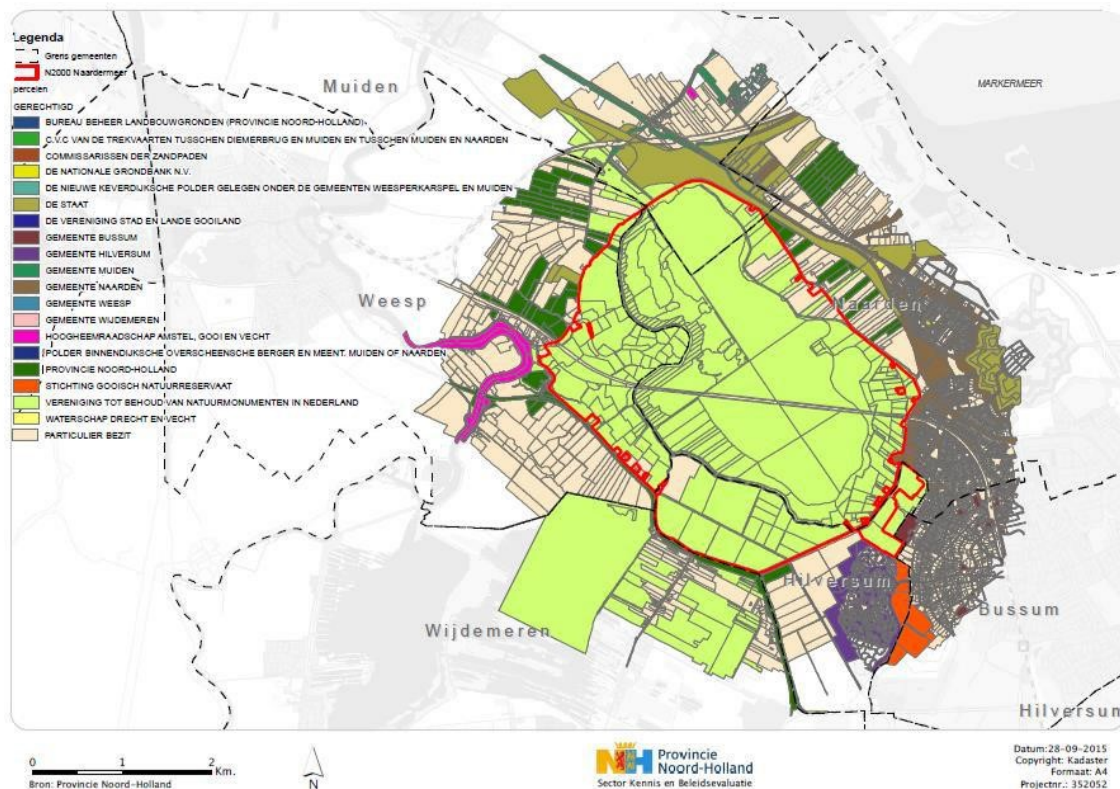 Legenda
Grens gemeenten
N2000 Naardermeer
percelen
GERECHTIGD
BUREAU BEHEER LANDBOUWGRONDEN (PROVINCIE NOORD-HOLLAND)
C.V.C VAN DE TREKVAARTEN TUSSCHEN DIEMERBRUG EN MUIDEN EN TUSSCHEN MUIDEN EN NAARDEN
COMMISSARISSEN DER ZANDPADEN
DE NATIONALE GRONDBANK N.V.
DE NIEUWE KEVERDIJKSCHE POLDER GELEGEN ONDER DE GEMEENTEN WEESPERKARSPEL EN MUIDEN
DE STAAT
DE VERENIGING STAD EN LANDE GOOILAND
GEMEENTE BUSSUM
GEMEENTE HILVERSUM
GEMEENTE MUIDEN
GEMEENTE NAARDEN
GEMEENTE WEESP
GEMEENTE WIJDEMEREN
HOOGHEEMRAADSCHAP AMSTEL, GOOI EN VECHT
POLDER BINNENDIJKSCHE OVERSCHEENSCHE BERGER EN MEENT. MUIDEN OF NAARDEN
PROVINCIE NOORD-HOLLAND
STICHTING GOOISCH NATUURRESERVAAT
VERENIGING TOT BEHOUD VAN NATUURMONUMENTEN IN NEDERLAND
WATERSCHAP DRECHT EN VECHT
PARTICULIER BEZIT
Muiden
MARKERMEER
Weesp
Naarden
Hilversum
Bussum
Wijdemeren
Hilversum
0 1 2 Km.
Bron: Provincie Noord-Holland
N
NH Provincie
Noord-Holland
Sector Kennis en Beleidsevaluatie
Datum:28-09-2015
Copyright: Kadaster
Formaat: A4
Projectnr.: 352052